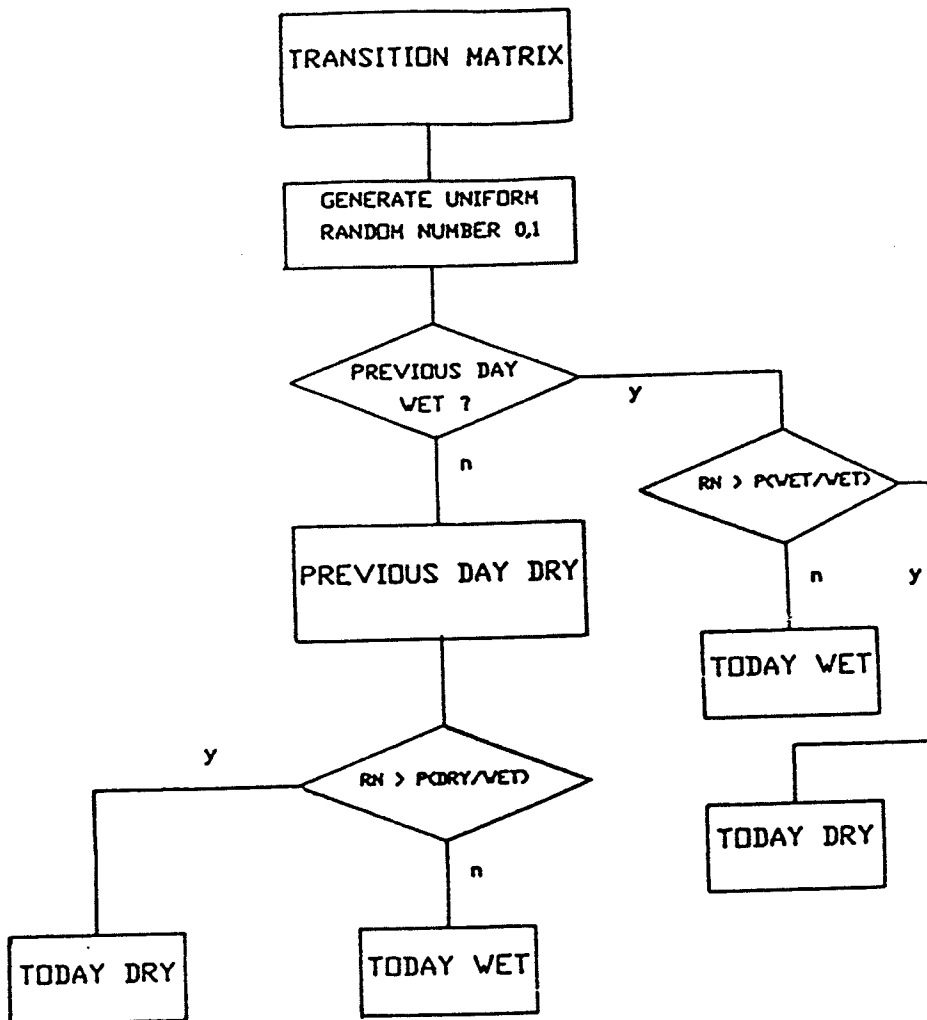 TRANSITION MATRIX
GENERATE UNIFORM
RANDOM NUMBER 0,1
PREVIOUS DAY
WET ?
y
n
RN > P(WET/WET)
n
y
PREVIOUS DAY DRY
TODAY WET
y
RN > P(DRY/WET)
n
TODAY DRY
TODAY DRY
TODAY WET